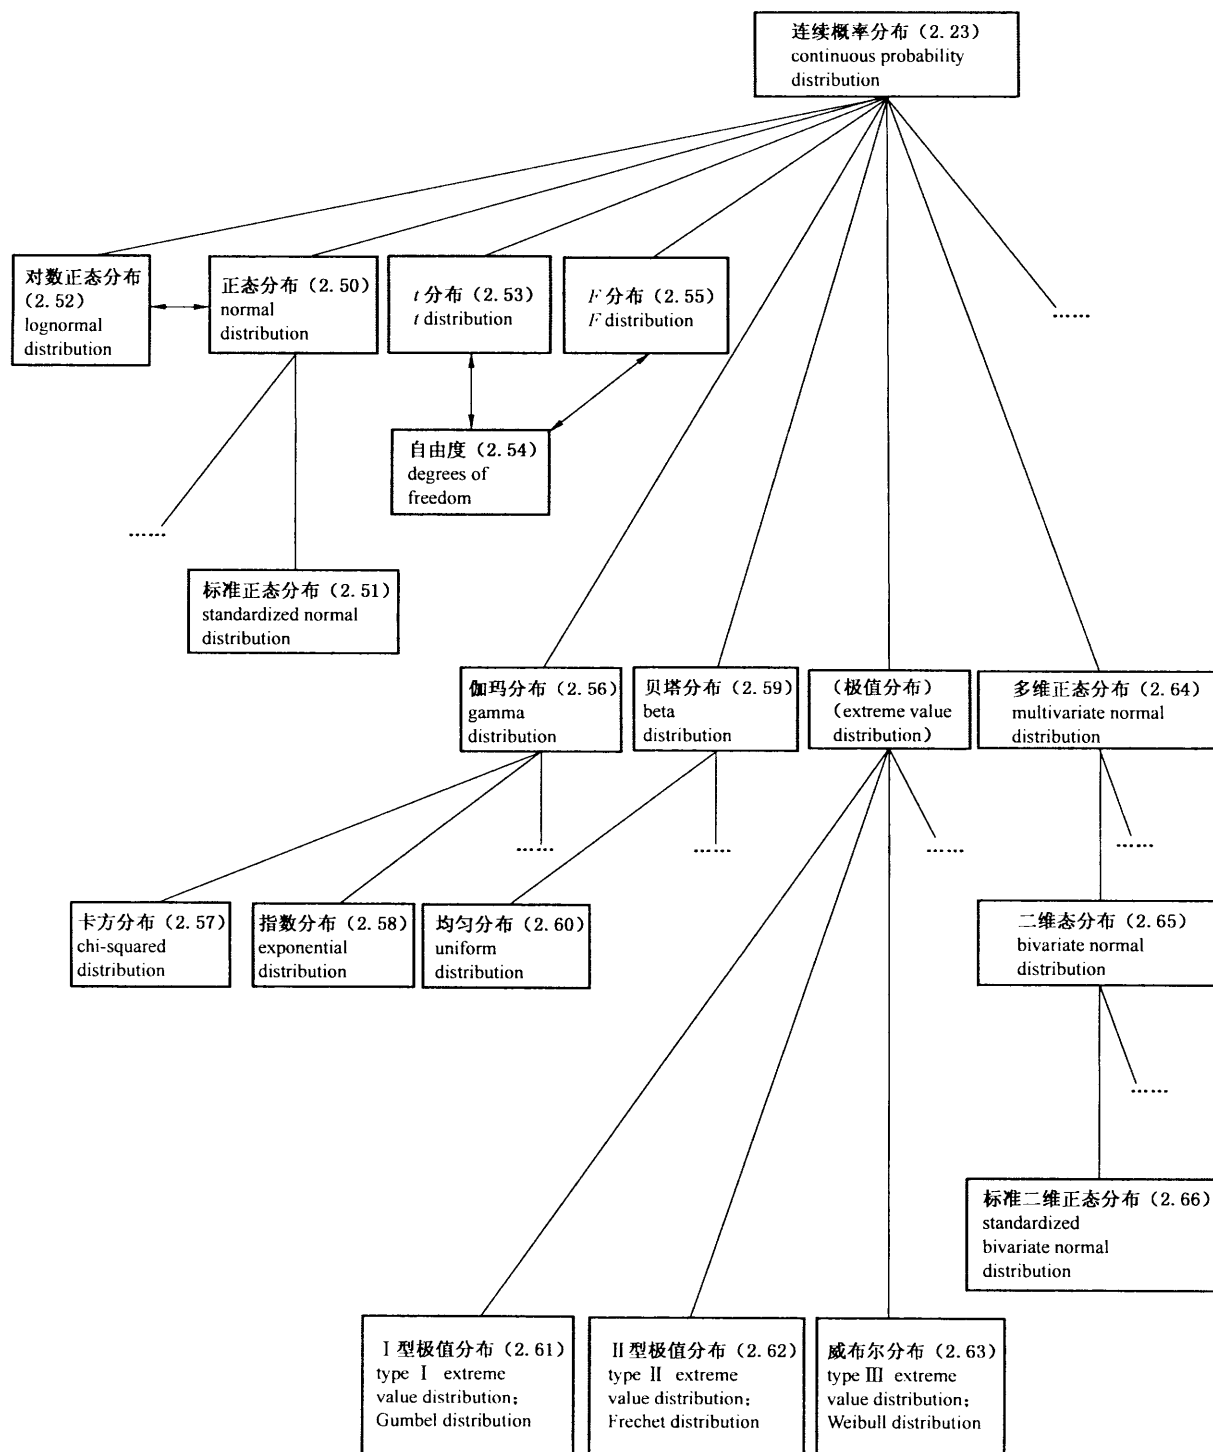 连续概率分布（2.23）
continuous probability
distribution
对数正态分布
（2.52）
lognormal
distribution
正态分布（2.50）
normal
distribution
t分布（2.53）
t distribution
F分布（2.55）
F distribution
……
自由度（2.54）
degrees of
freedom
……
标准正态分布（2.51）
standardized normal
distribution
伽玛分布（2.56）
gamma
distribution
贝塔分布（2.59）
beta
distribution
（极值分布）
（extreme value
distribution）
多维正态分布（2.64）
multivariate normal
distribution
……
……
……
……
卡方分布（2.57）
chi-squared
distribution
指数分布（2.58）
exponential
distribution
均匀分布（2.60）
uniform
distribution
二维态分布（2.65）
bivariate normal
distribution
……
标准二维正态分布（2.66）
standardized
bivariate normal
distribution
Ⅰ型极值分布（2.61）
type Ⅰ extreme
value distribution；
Gumbel distribution
Ⅱ型极值分布（2.62）
type Ⅱ extreme
value distribution；
Frechet distribution
威布尔分布（2.63）
type Ⅲ extreme
value distribution；
Weibull distribution